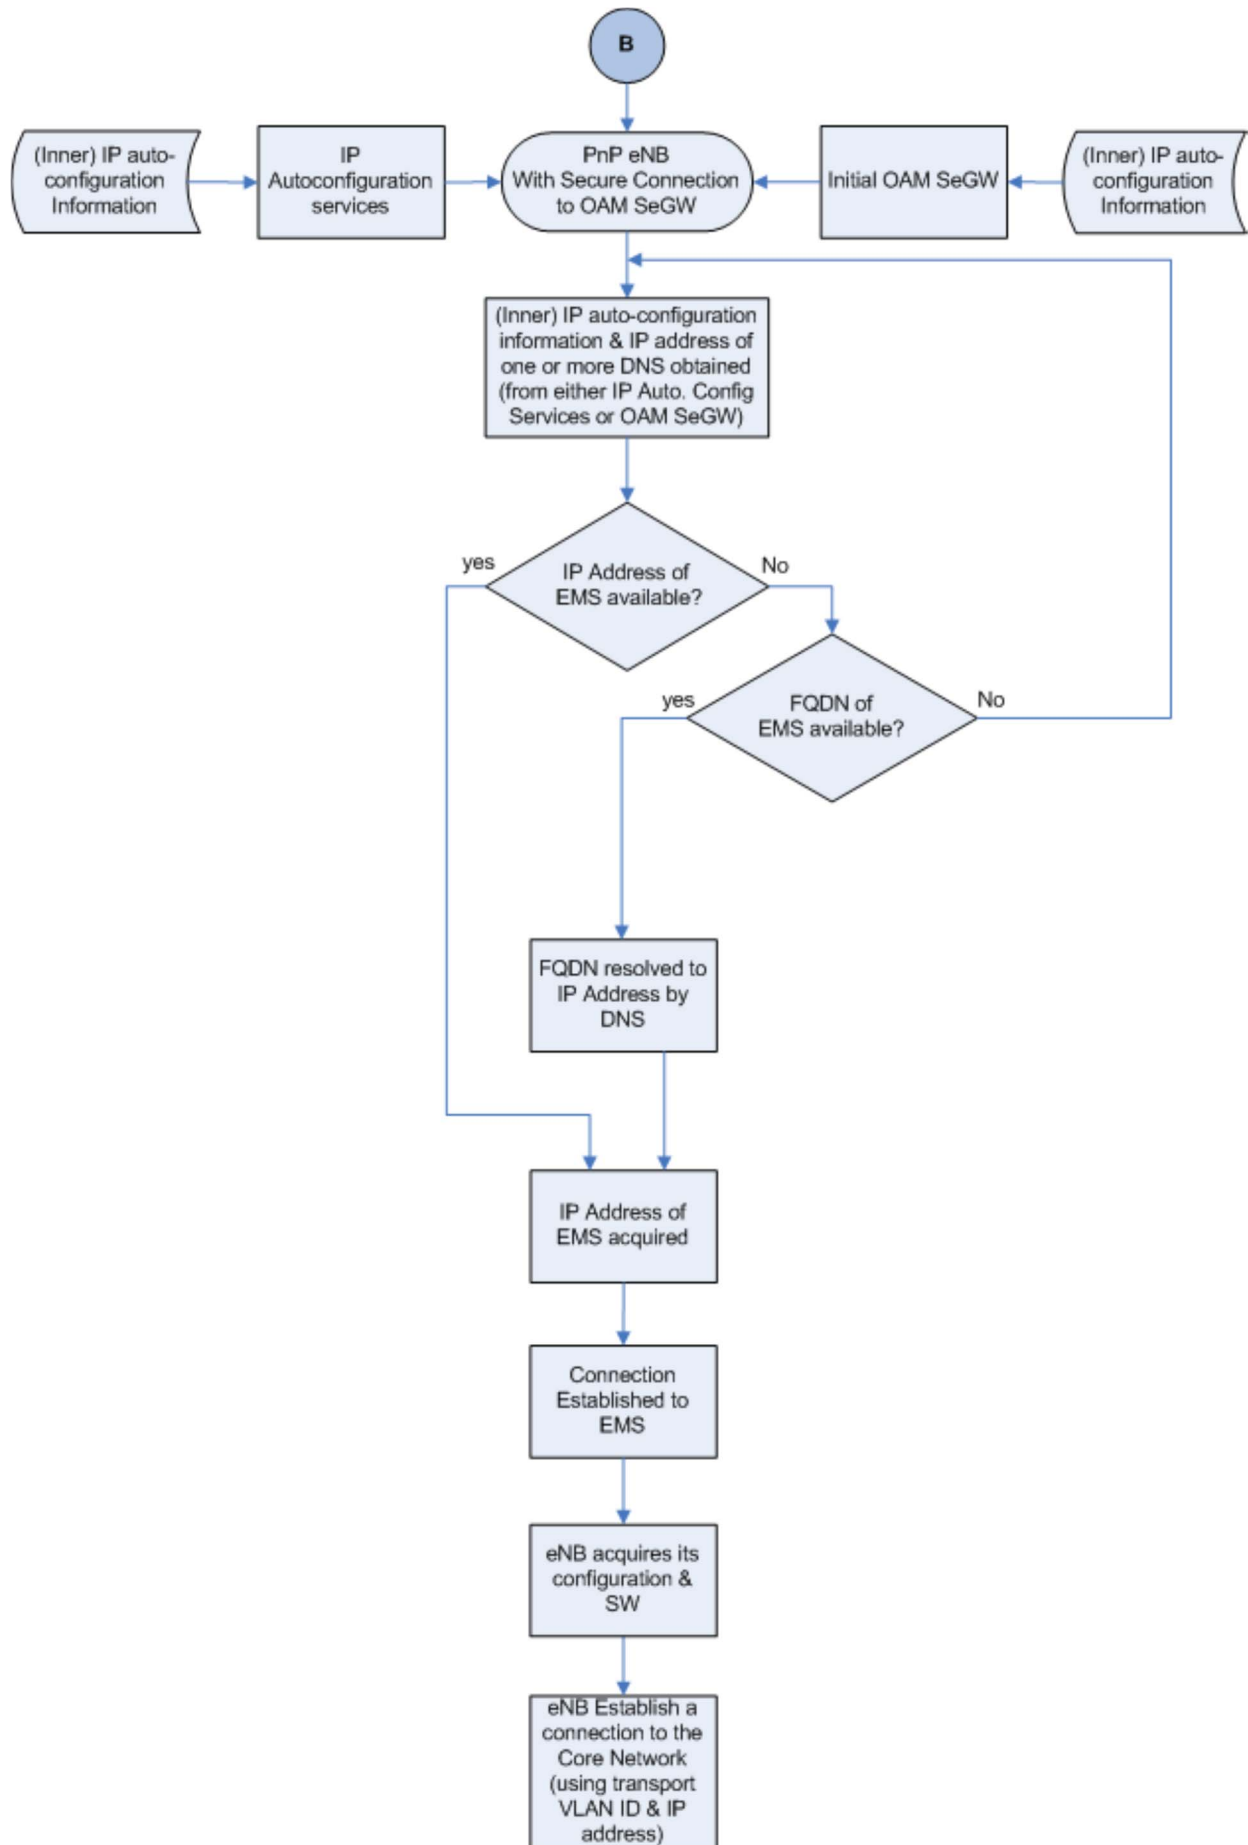 B
(Inner) IP auto-
configuration
Information
IP
Autoconfiguration
services
PnP eNB
With Secure Connection
to OAM SeGW
Initial OAM SeGW
(Inner) IP auto-
configuration
Information
(Inner) IP auto-configuration
information & IP address of
one or more DNS obtained
(from either IP Auto. Config
Services or OAM SeGW)
yes
IP Address of
EMS available?
No
yes
FQDN of
EMS available?
No
FQDN resolved to
IP Address by
DNS
IP Address of
EMS acquired
Connection
Established to
EMS
eNB acquires its
configuration &
SW
eNB Establish a
connection to the
Core Network
(using transport
VLAN ID & IP
address)